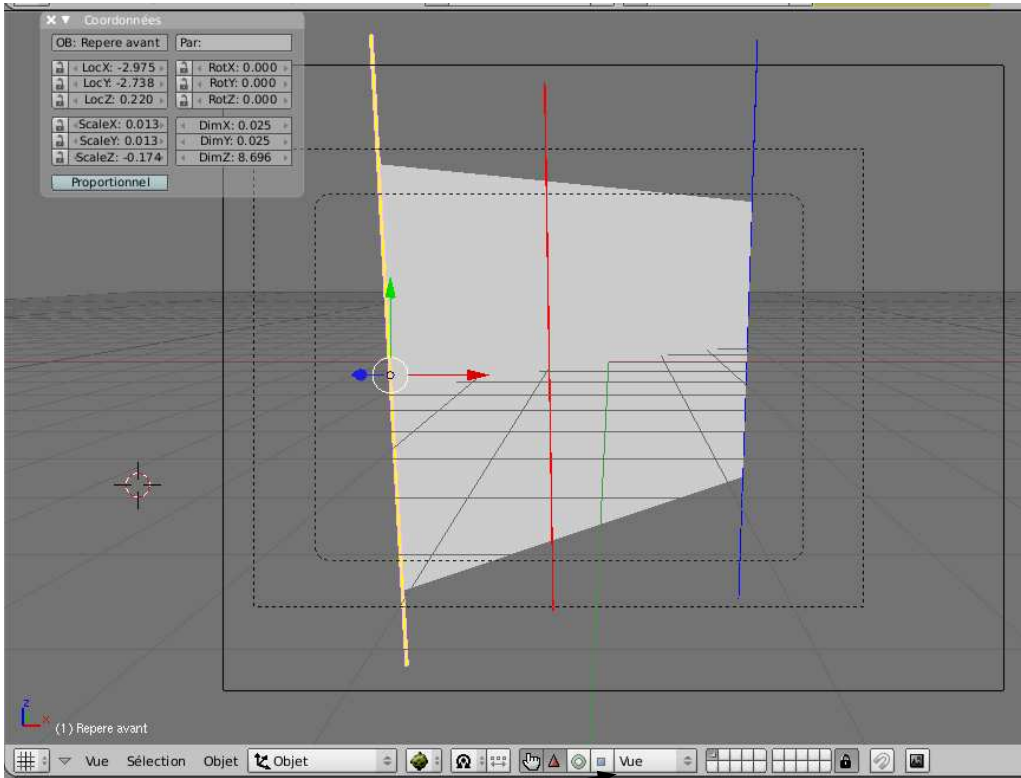 Coordonnées
OB: Repere avant Par:
LocX: -2.975 RotX: 0.000
LocY: -2.738 RotY: 0.000
LocZ: 0.220 RotZ: 0.000
ScaleX: 0.013 DimX: 0.025
ScaleY: 0.013 DimY: 0.025
ScaleZ: -0.174 DimZ: 8.696
Proportionnel
z
x
(1) Repere avant
Vue Sélection Objet Objet Vue